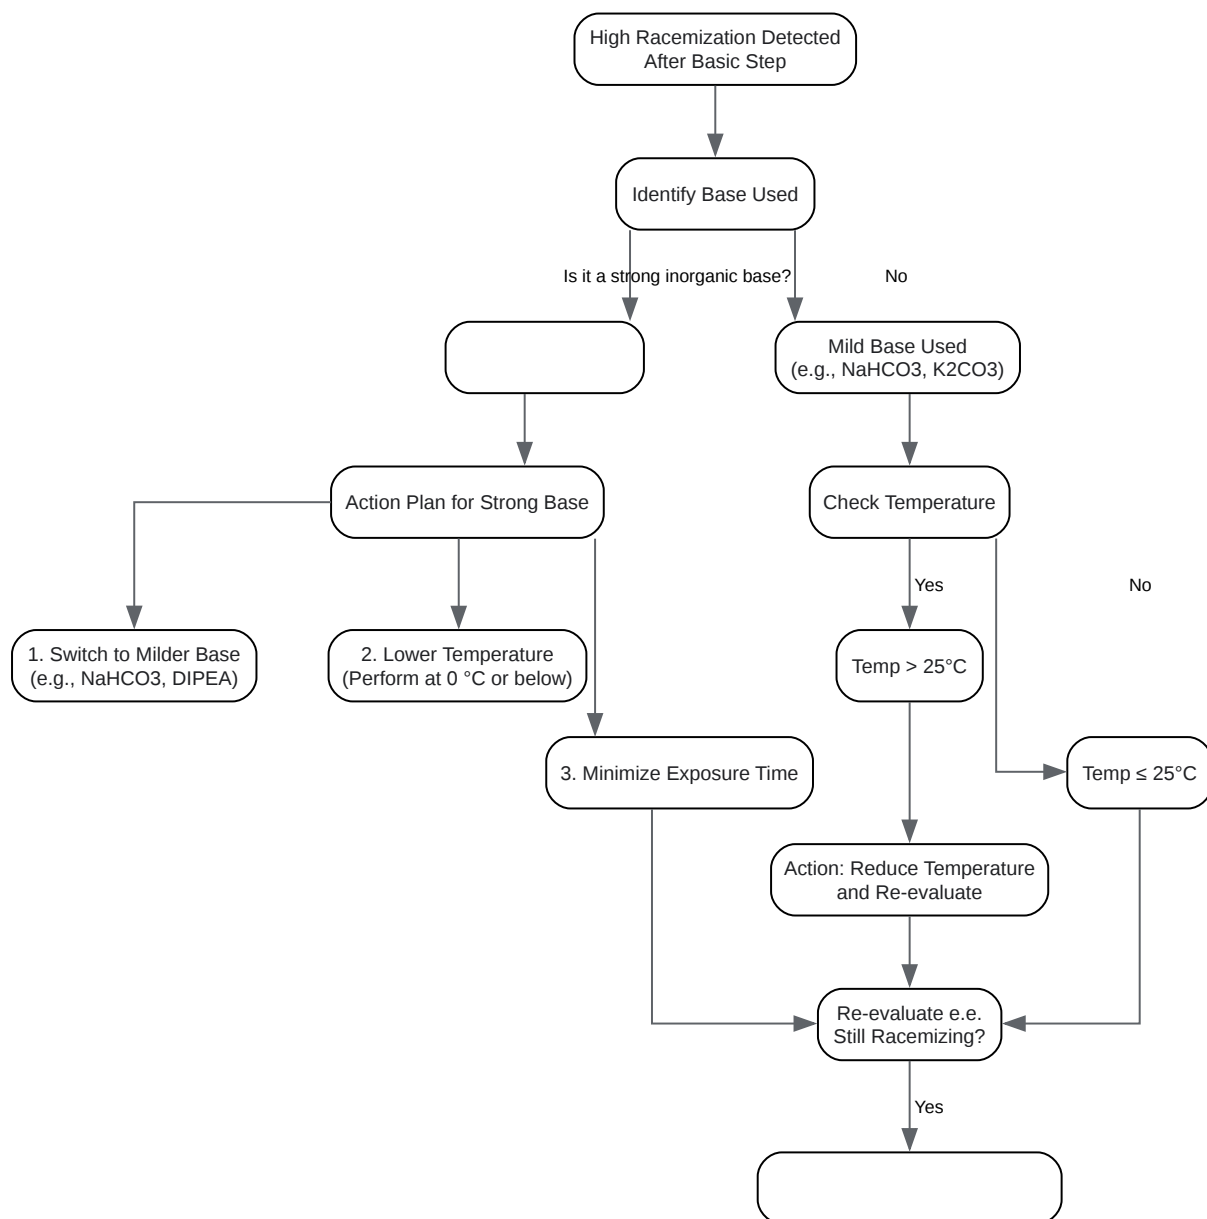 High Racemization Detected
After Basic Step
Identify Base Used
Is it a strong inorganic base?
No
Mild Base Used
(e.g., NaHCO3, K2CO3)
Action Plan for Strong Base
Check Temperature
Yes
No
1. Switch to Milder Base
(e.g., NaHCO3, DIPEA)
2. Lower Temperature
(Perform at 0 °C or below)
Temp > 25°C
3. Minimize Exposure Time
Temp ≤ 25°C
Action: Reduce Temperature
and Re-evaluate
Re-evaluate e.e.
Still Racemizing?
Yes